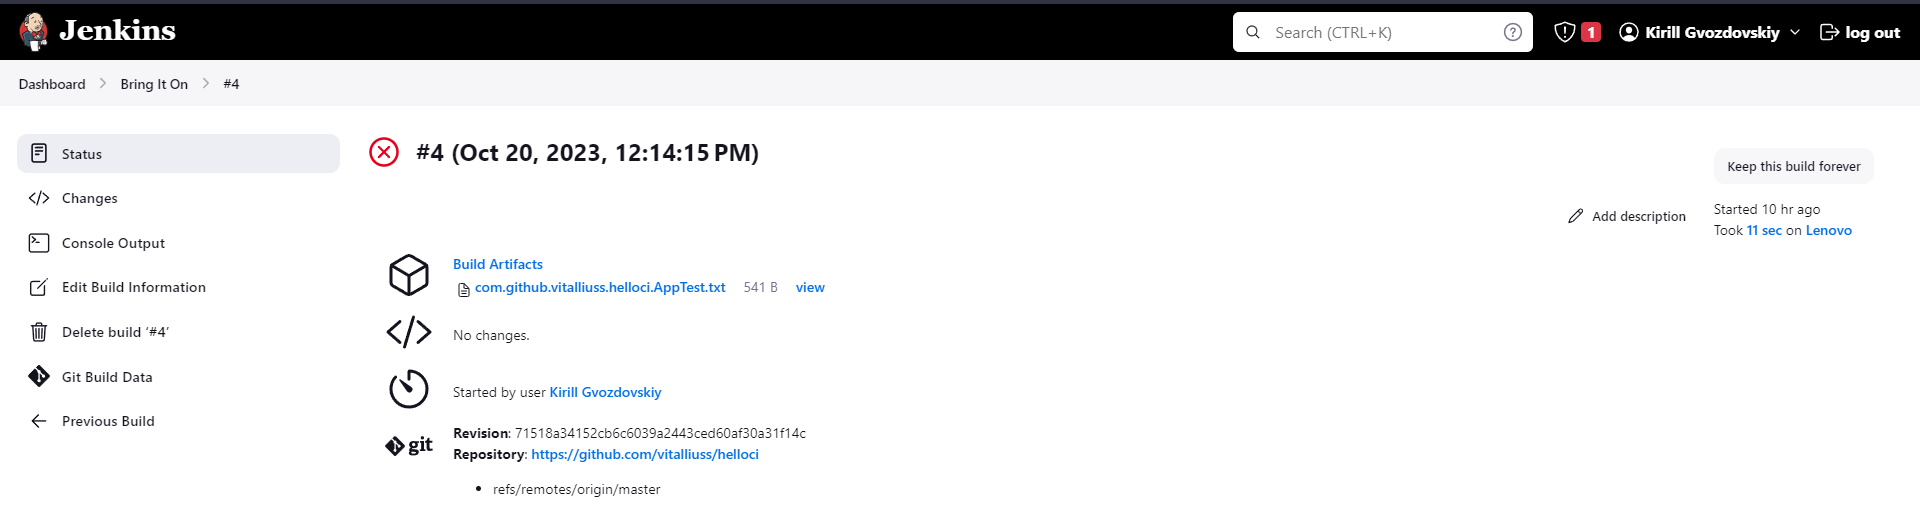 Jenkins
Search (CTRL+K)
1
Kirill Gvozdovskiy
log out
Dashboard
Bring It On
#4
Status
Changes
Console Output
Edit Build Information
Delete build ‘#4’
Git Build Data
Previous Build
#4 (Oct 20, 2023, 12:14:15 PM)
Keep this build forever
Add description
Started 10 hr ago
Took 11 sec on Lenovo
Build Artifacts
com.github.vitalliuss.helloci.AppTest.txt 541 B view
No changes.
Started by user Kirill Gvozdovskiy
git
Revision: 71518a34152cb6c6039a2443ced60af30a31f14c
Repository: https://github.com/vitalliuss/helloci
• refs/remotes/origin/master